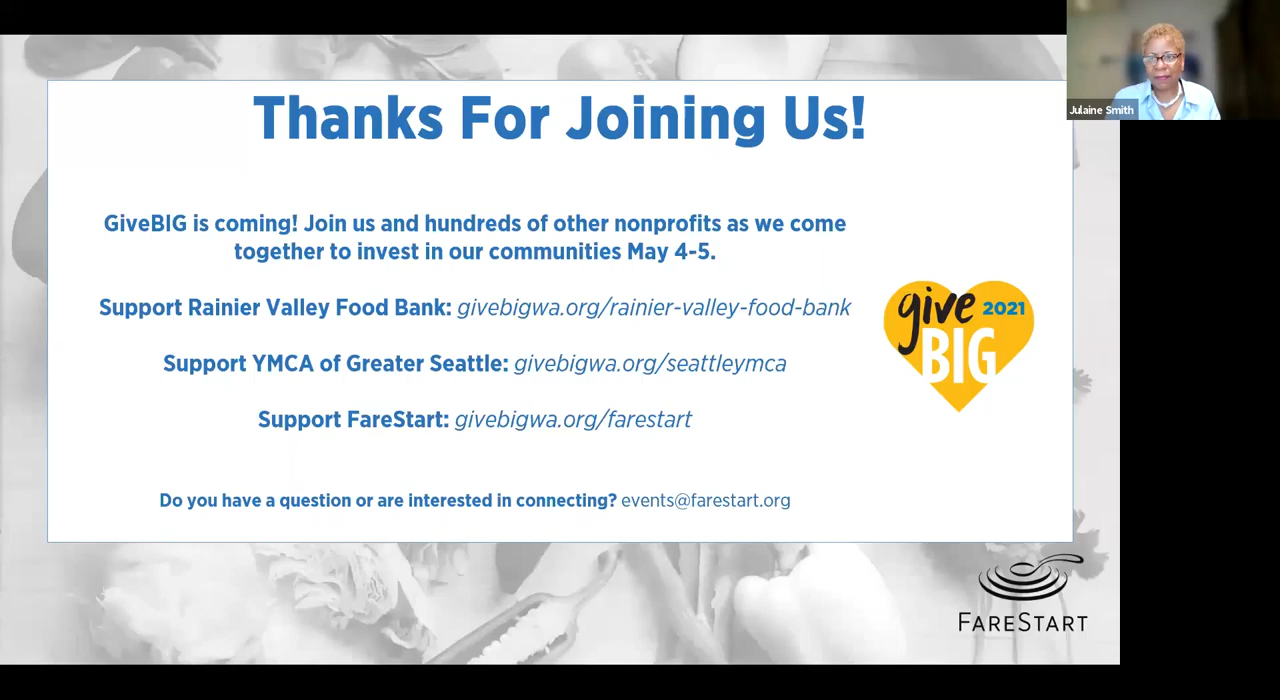 Thanks For Joining Us!
Julaine Smith
GiveBIG is coming! Join us and hundreds of other nonprofits as we come
together to invest in our communities May 4-5.
Support Rainier Valley Food Bank: givebigwa.org/rainier-valley-food-bank
give 2021
BIG
Support YMCA of Greater Seattle: givebigwa.org/seattleymca
Support FareStart: givebigwa.org/farestart
Do you have a question or are interested in connecting? events@farestart.org
FARESTART